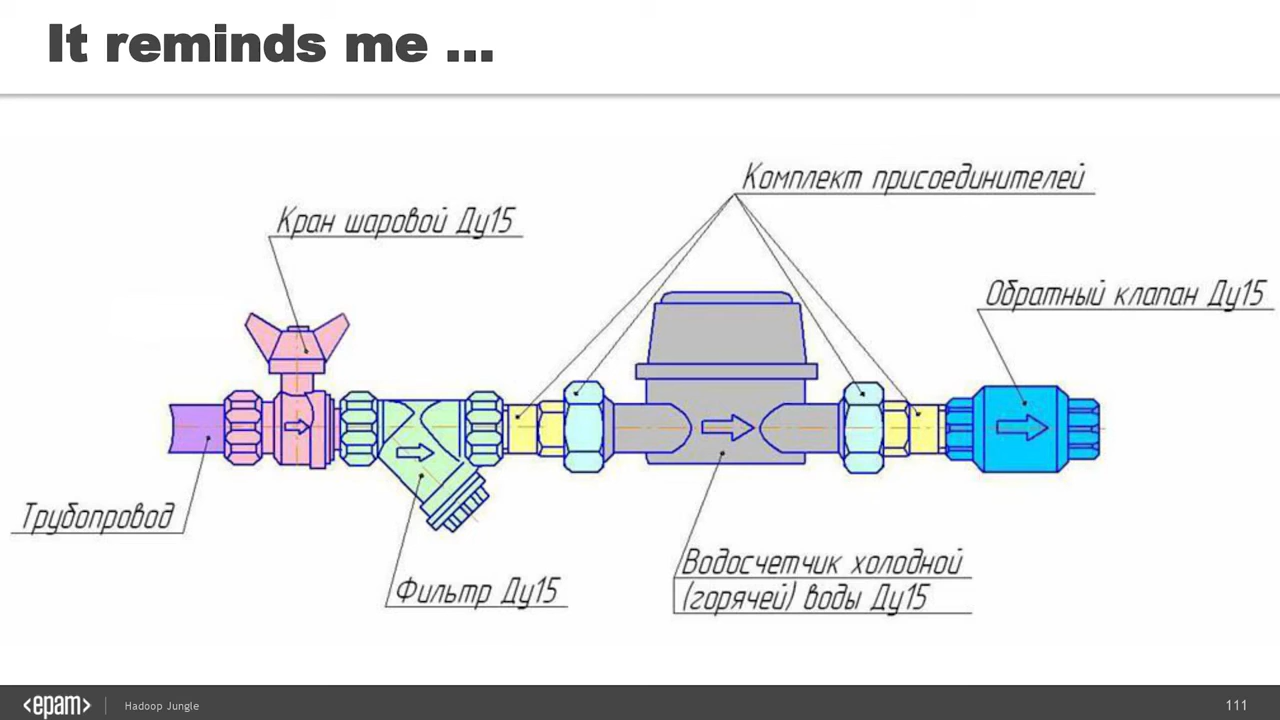 It reminds me ...
Комплект присоединителей
Кран шаровой Ду15
Обратный клапан Ду15
Трубопровод
Фильтр Ду15
Водосчетчик холодной
(горячей) воды Ду15
<epam>
Hadoop Jungle
111